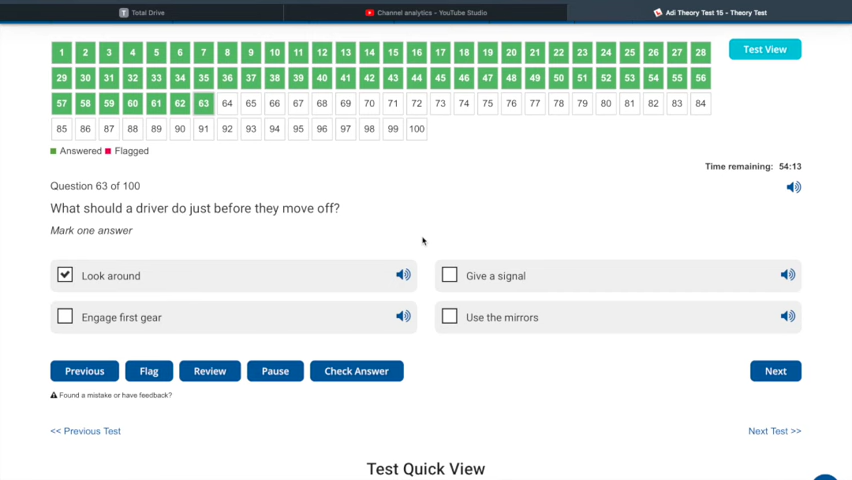 Total Drive
Channel analytics – YouTube Studio
Adi Theory Test 15 - Theory Test
1 2 3 4 5 6 7 8 9 10 11 12 13 14 15 16 17 18 19 20 21 22 23 24 25 26 27 28
Test View
29 30 31 32 33 34 35 36 37 38 39 40 41 42 43 44 45 46 47 48 49 50 51 52 53 54 55 56
57 58 59 60 61 62 63 64 65 66 67 68 69 70 71 72 73 74 75 76 77 78 79 80 81 82 83 84
85 86 87 88 89 90 91 92 93 94 95 96 97 98 99 100
Answered Flagged
Time remaining: 54:13
Question 63 of 100
What should a driver do just before they move off?
Mark one answer
Look around
Give a signal
Engage first gear
Use the mirrors
Previous Flag Review Pause Check Answer Next
Found a mistake or have feedback?
<< Previous Test
Next Test >>
Test Quick View